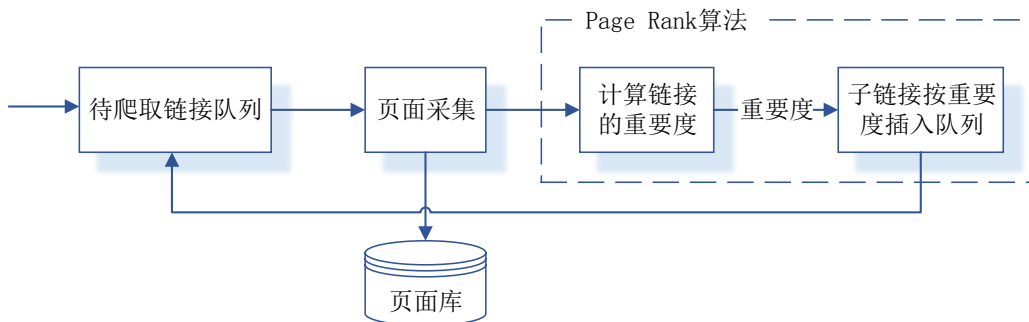 Page Rank算法
待爬取链接队列
页面采集
计算链接
的重要度
重要度
子链接按重要
度插入队列
页面库